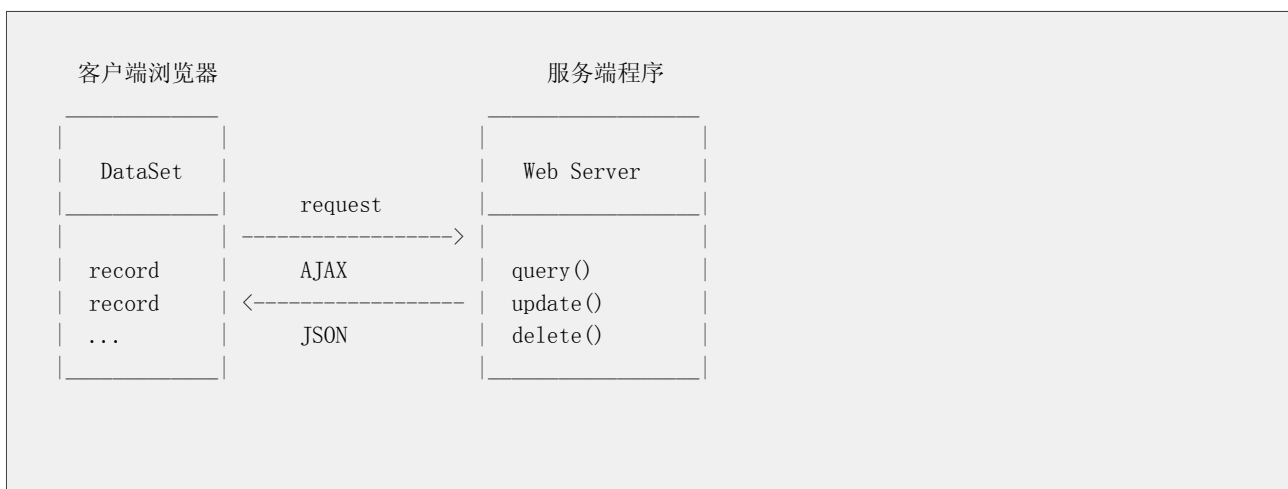 客户端浏览器 服务端程序
DataSet Web Server
request
------------------>
record AJAX query()
record <------------------ update()
... JSON delete()